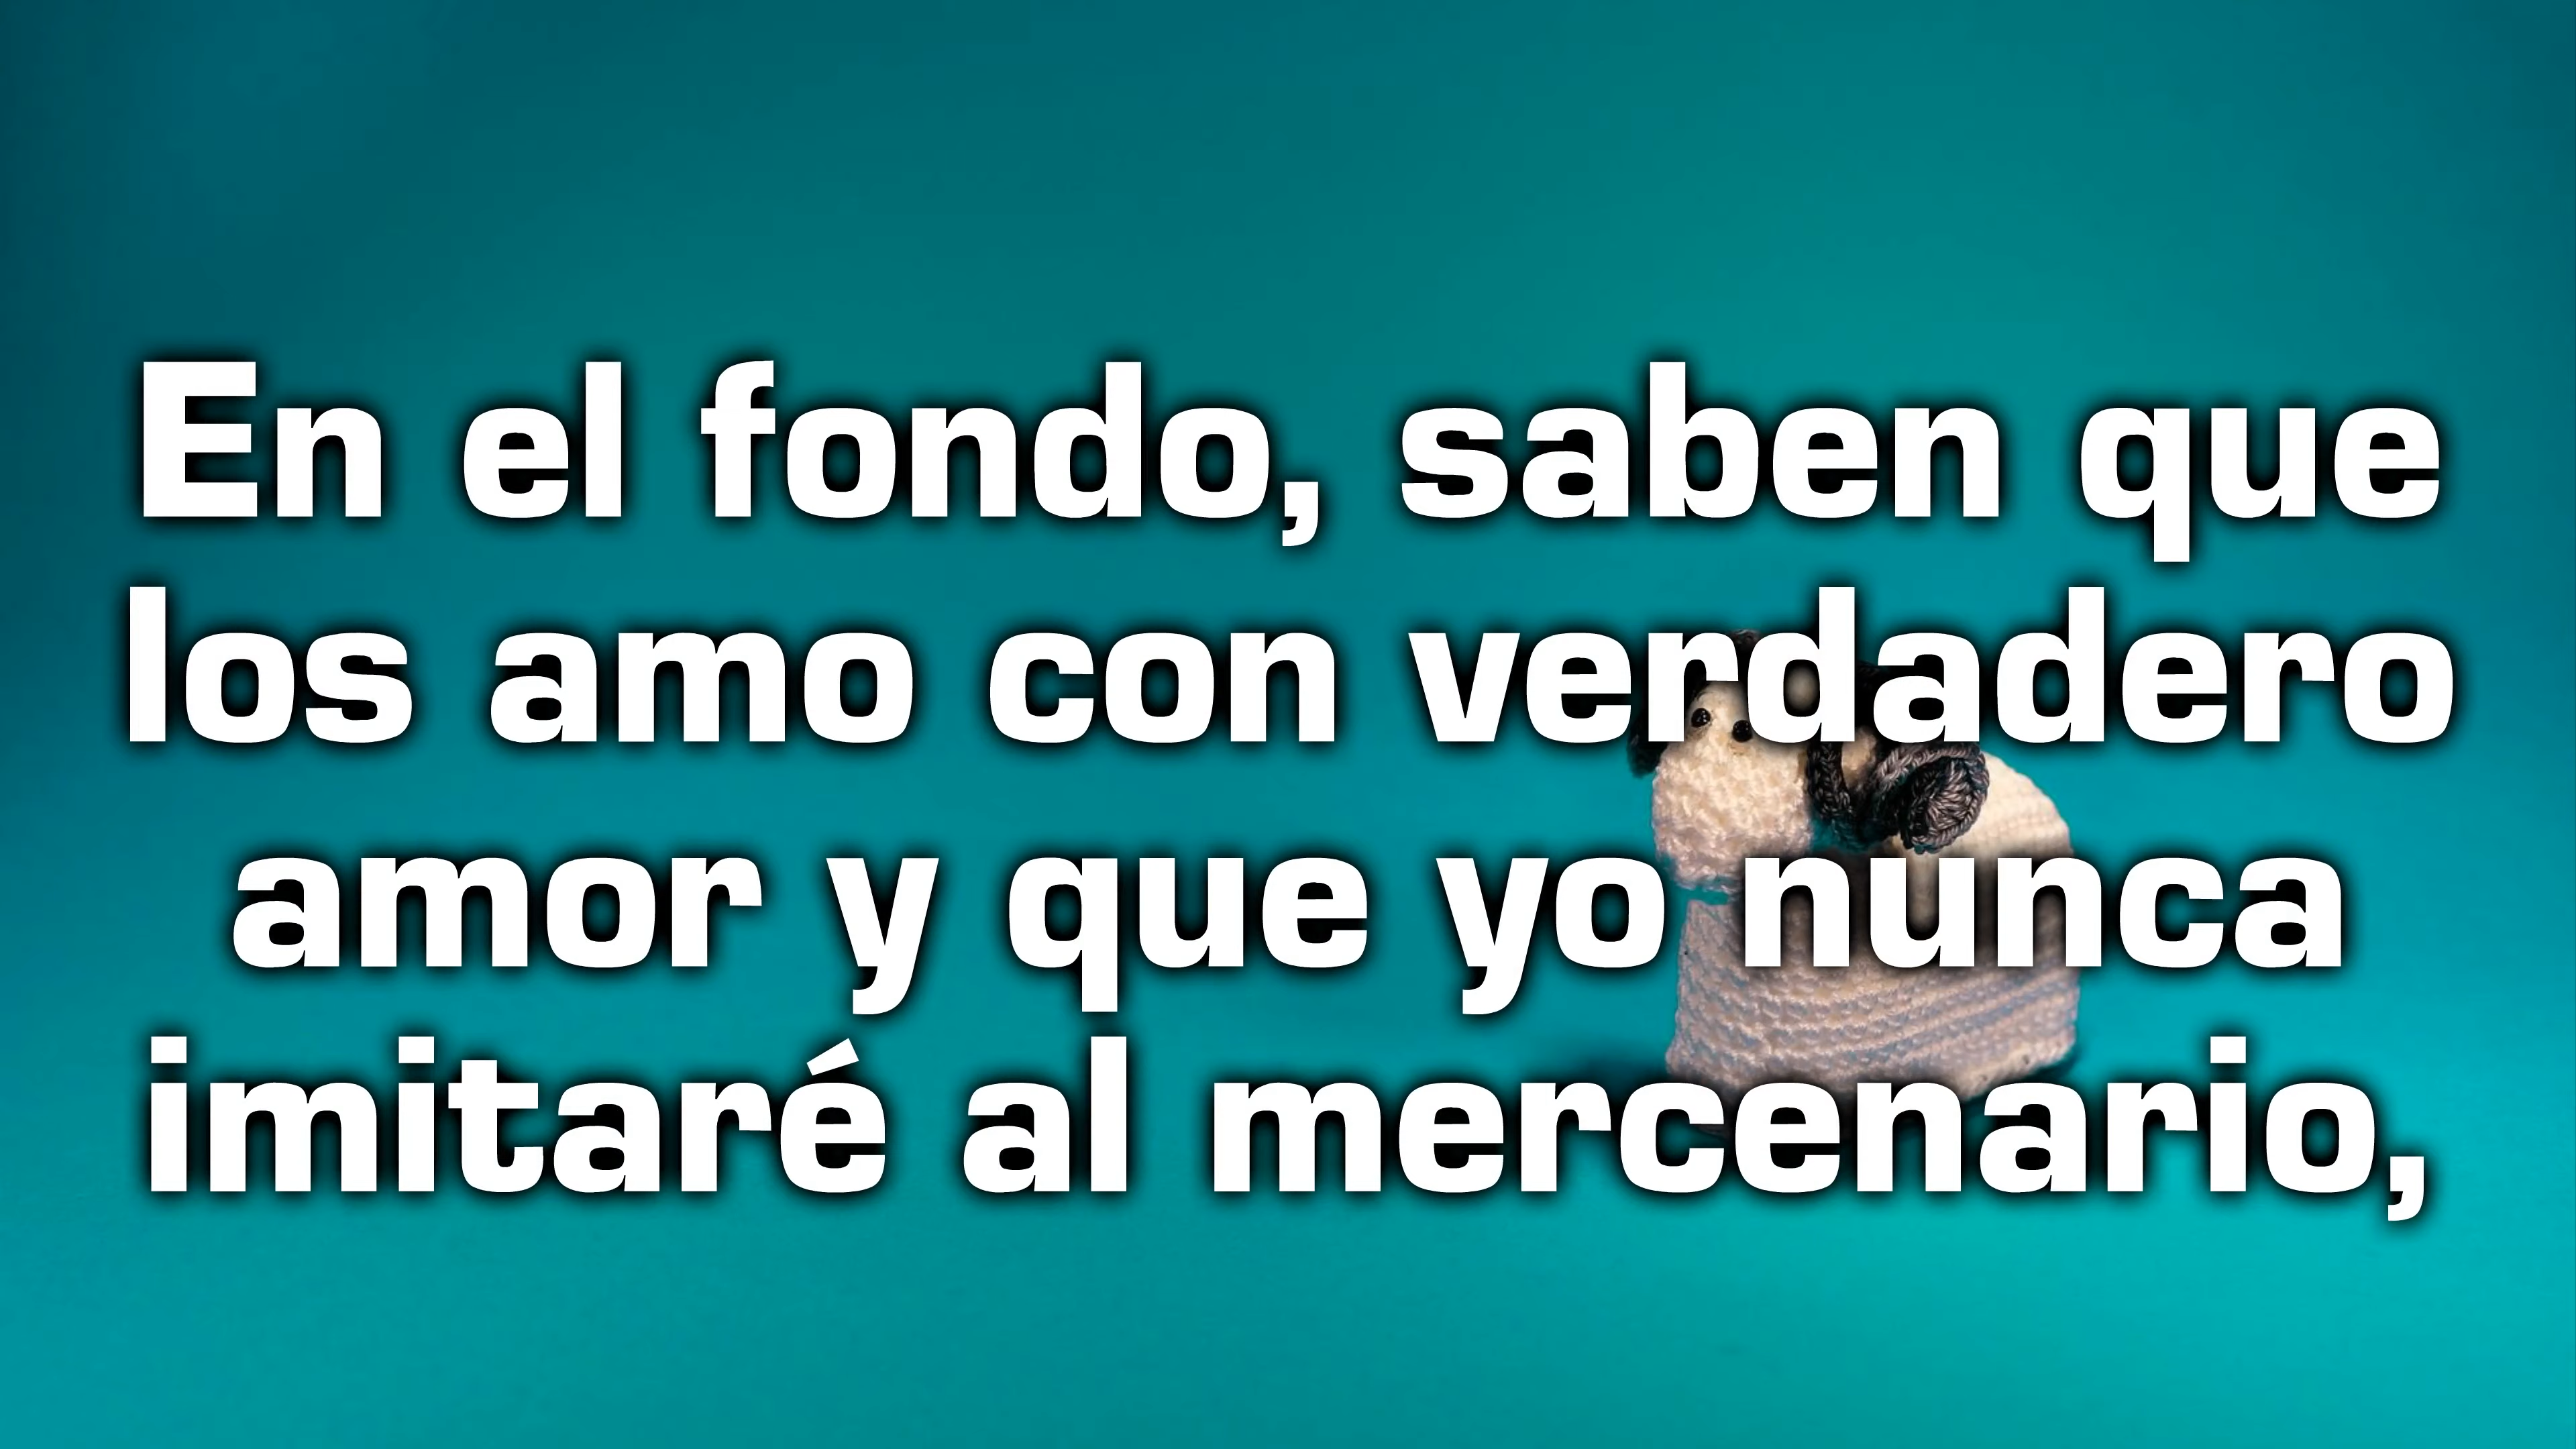 En el fondo, saben que
los amo con verdadero
amor y que yo nunca
imitaré al mercenario,